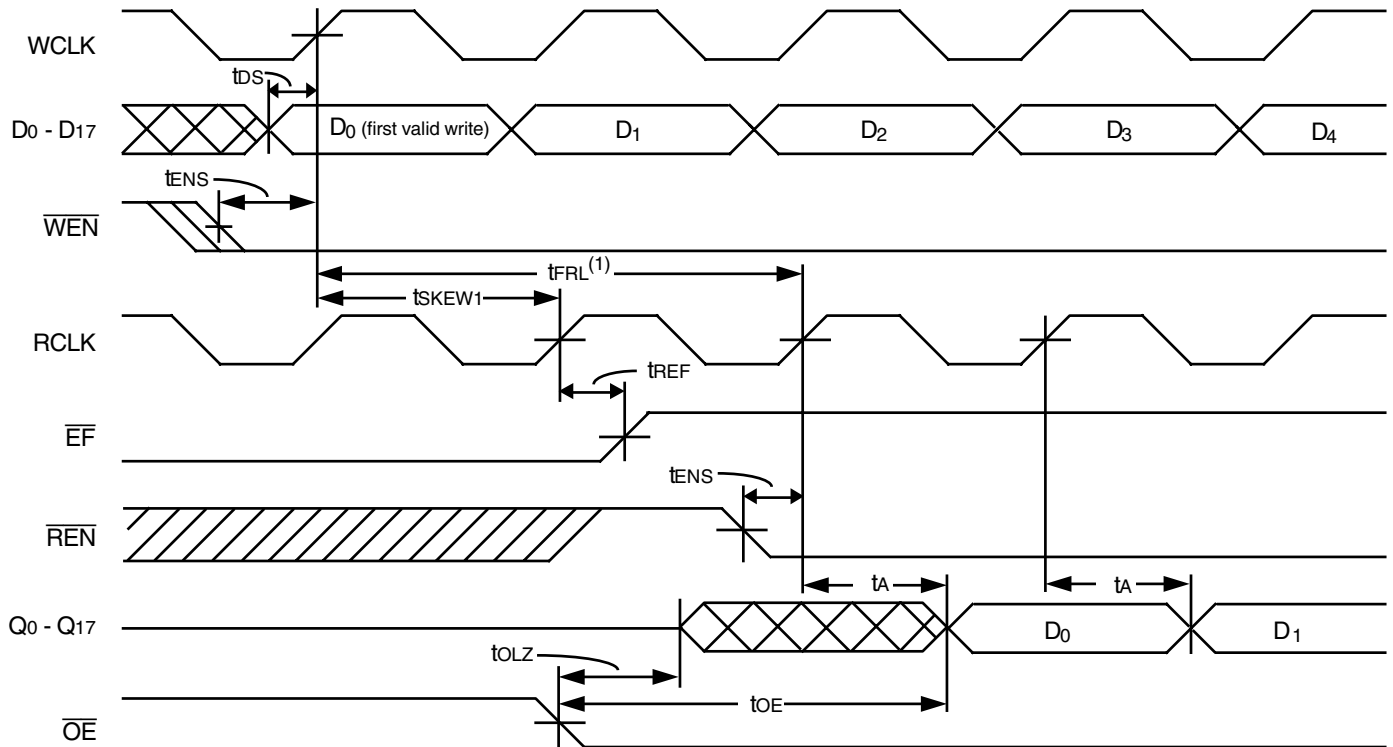 WCLK
tDS
D0 - D17
D0 (first valid write)
D1
D2
D3
D4
tENS
WEN
tFRL(1)
tSKEW1
RCLK
tREF
EF
tENS
REN
tA
tA
Q0 - Q17
D0
D1
tOLZ
tOE
OE